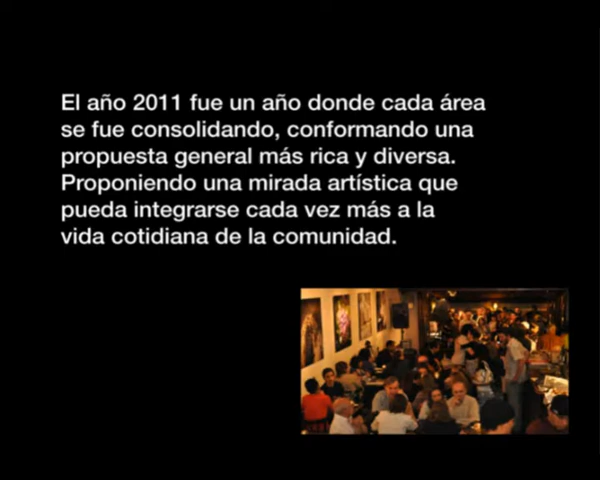 El año 2011 fue un año donde cada área
se fue consolidando, conformando una
propuesta general más rica y diversa.
Proponiendo una mirada artística que
pueda integrarse cada vez más a la
vida cotidiana de la comunidad.